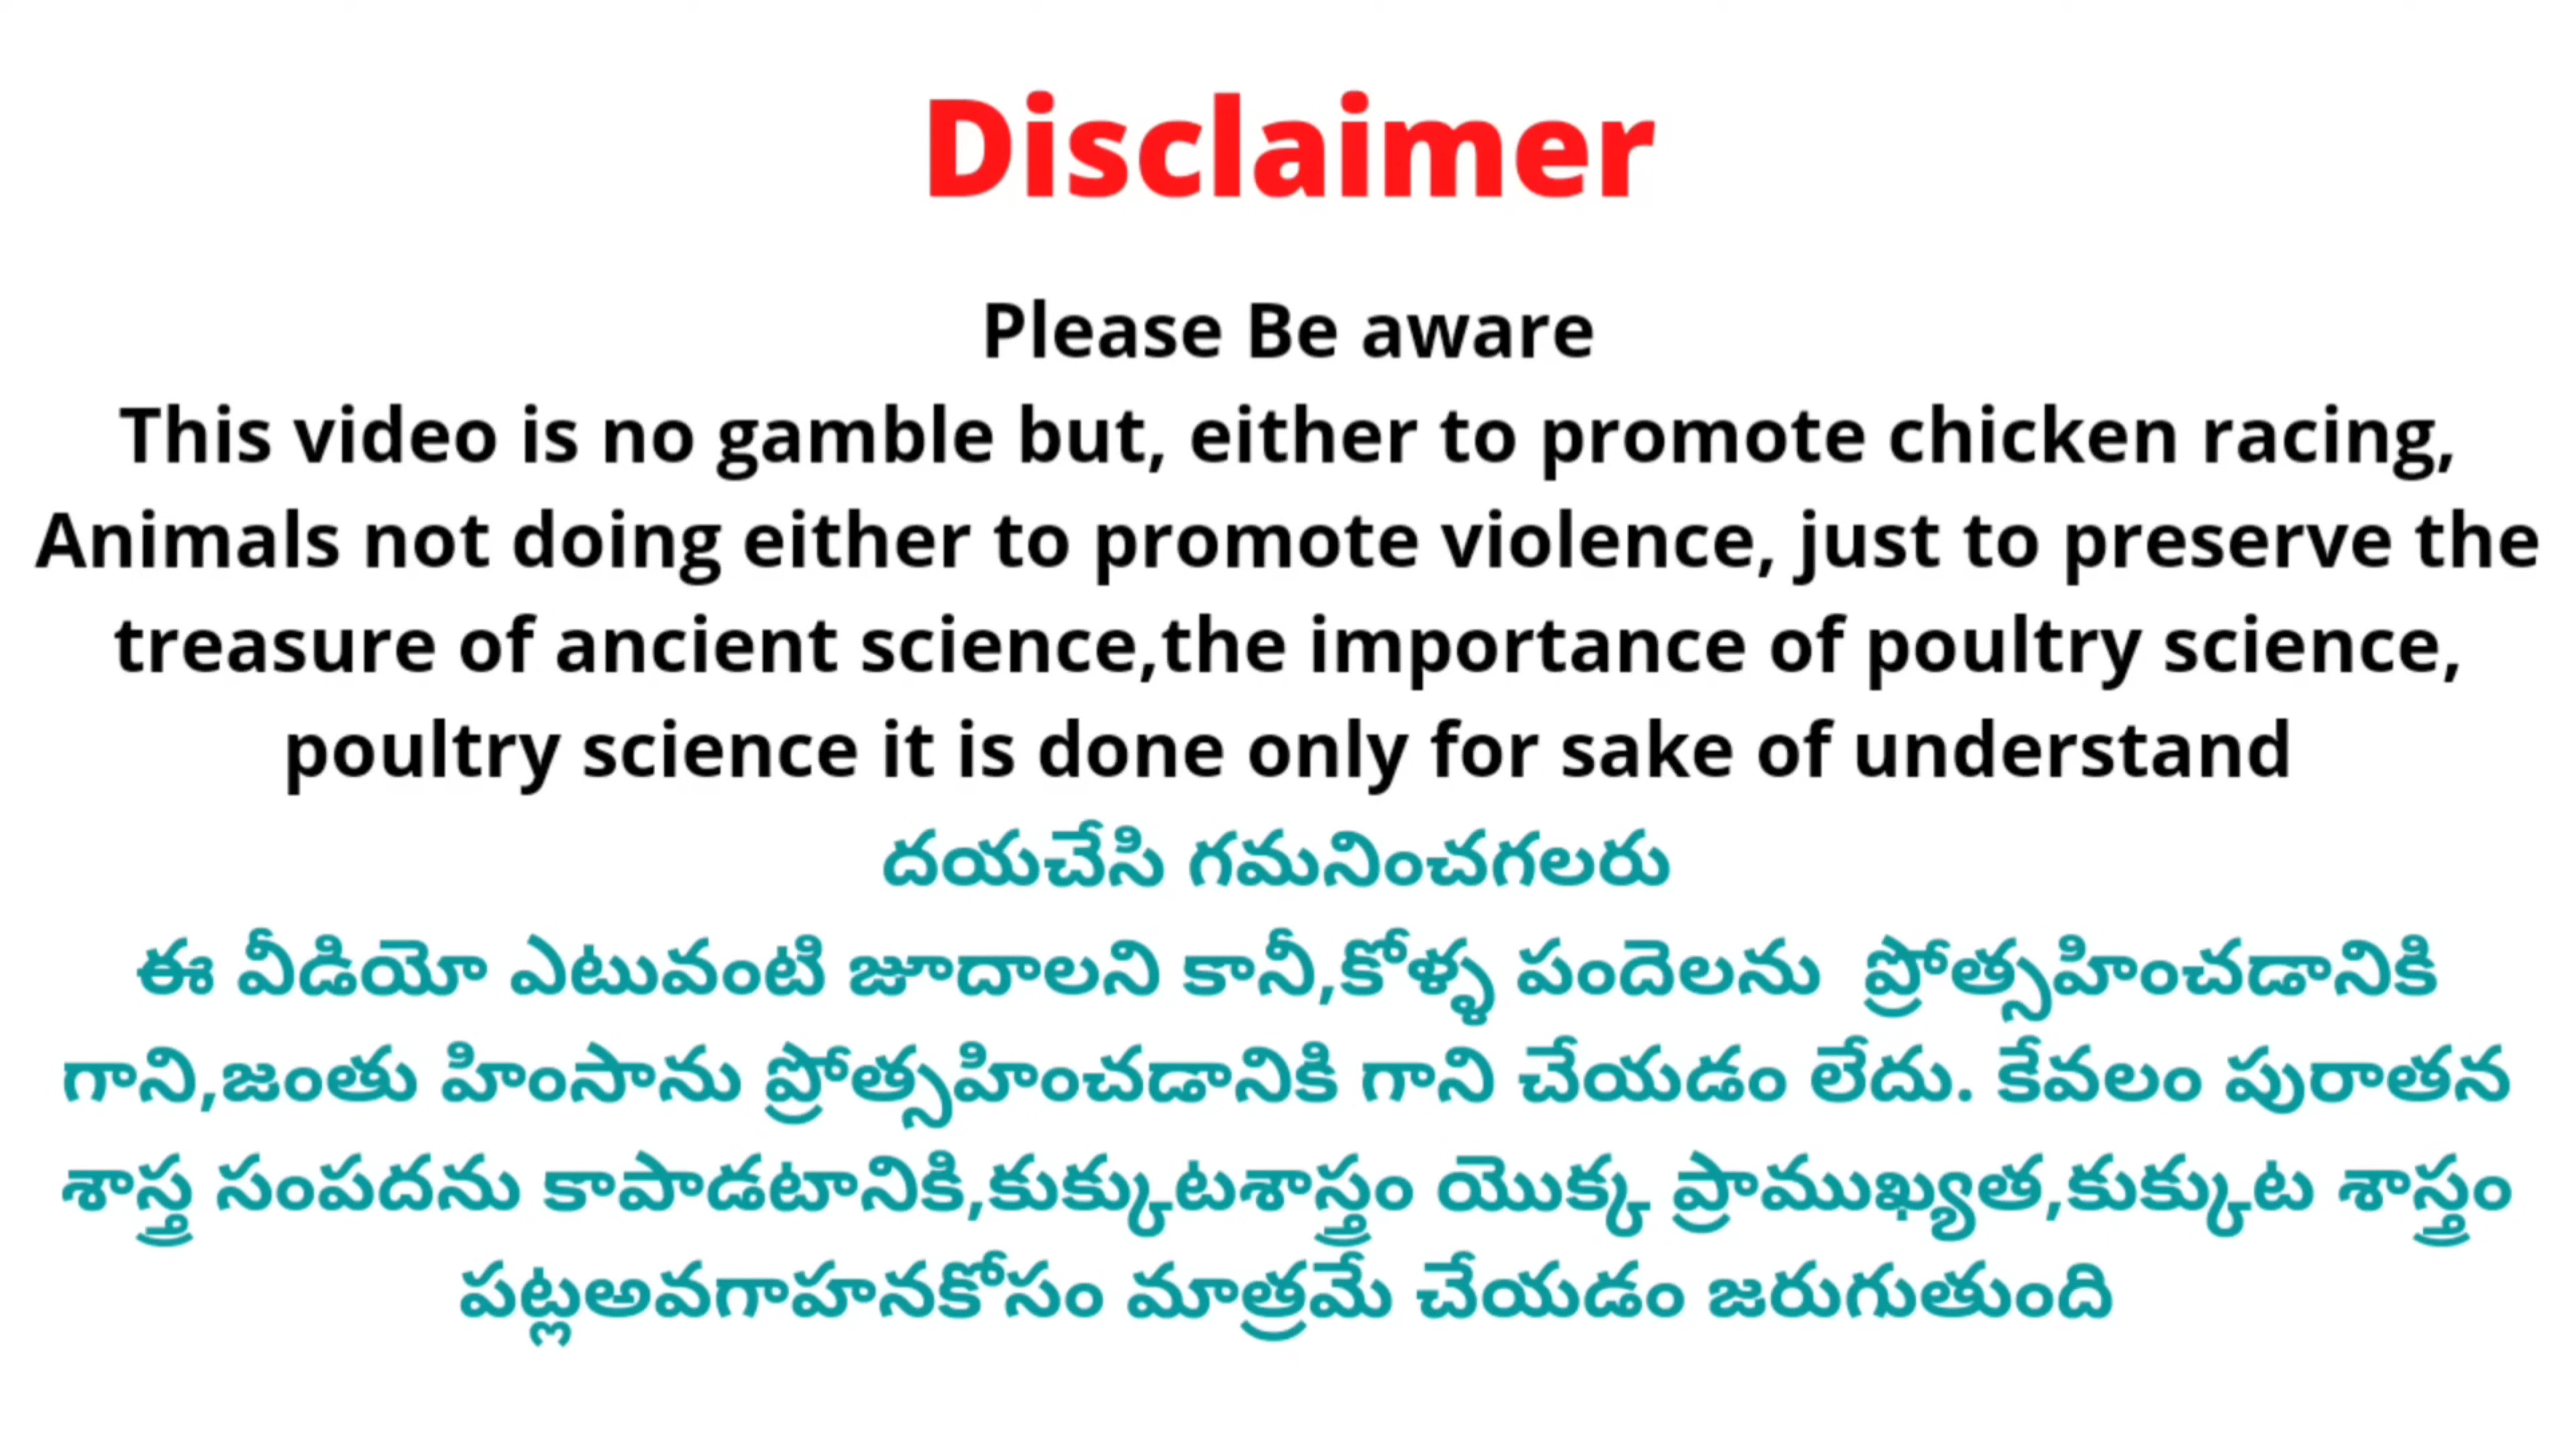 Disclaimer
Please Be aware
This video is no gamble but, either to promote chicken racing,
Animals not doing either to promote violence, just to preserve the
treasure of ancient science,the importance of poultry science,
poultry science it is done only for sake of understand
దయచేసి గమనించగలరు
ఈ వీడియో ఎటువంటి జూదాలని కానీ,కోళ్ళ పందెలను  ప్రోత్సహించడానికి
గాని,జంతు హింసాను ప్రోత్సహించడానికి గాని చేయడం లేదు. కేవలం పురాతన
శాస్త్ర సంపదను కాపాడటానికి,కుక్కుటశాస్త్రం యొక్క ప్రాముఖ్యత,కుక్కుట శాస్త్రం
పట్లఅవగాహనకోసం మాత్రమే చేయడం జరుగుతుంది